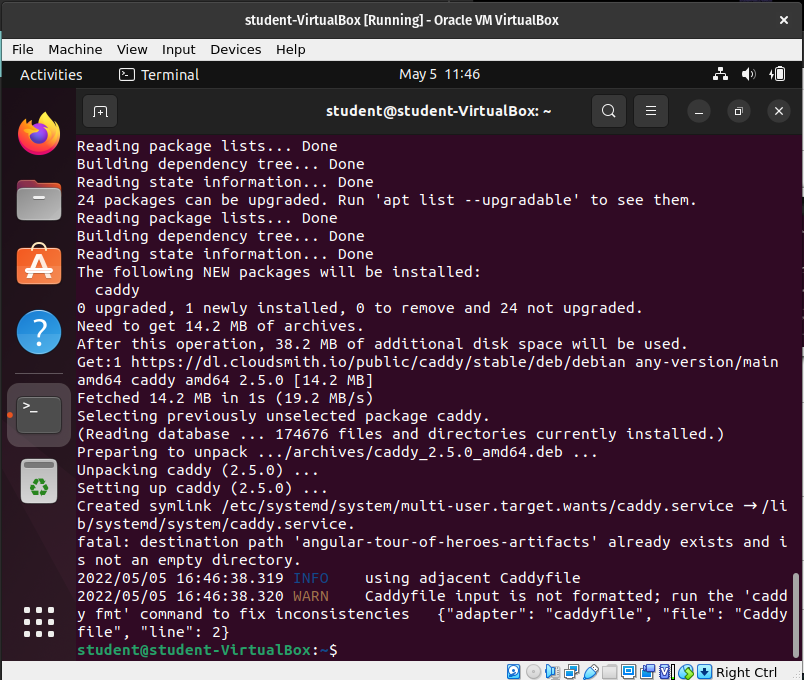 student-VirtualBox [Running] - Oracle VM VirtualBox
File Machine View Input Devices Help
Activities Terminal May 5 11:46
student@student-VirtualBox: ~
Reading package lists... Done
Building dependency tree... Done
Reading state information... Done
24 packages can be upgraded. Run 'apt list --upgradable' to see them.
Reading package lists... Done
Building dependency tree... Done
Reading state information... Done
The following NEW packages will be installed:
  caddy
0 upgraded, 1 newly installed, 0 to remove and 24 not upgraded.
Need to get 14.2 MB of archives.
After this operation, 38.2 MB of additional disk space will be used.
Get:1 https://dl.cloudsmith.io/public/caddy/stable/deb/debian any-version/main
amd64 caddy amd64 2.5.0 [14.2 MB]
Fetched 14.2 MB in 1s (19.2 MB/s)
Selecting previously unselected package caddy.
(Reading database ... 174676 files and directories currently installed.)
Preparing to unpack .../archives/caddy_2.5.0_amd64.deb ...
Unpacking caddy (2.5.0) ...
Setting up caddy (2.5.0) ...
Created symlink /etc/systemd/system/multi-user.target.wants/caddy.service → /li
b/systemd/system/caddy.service.
fatal: destination path 'angular-tour-of-heroes-artifacts' already exists and i
s not an empty directory.
2022/05/05 16:46:38.319 INFO    using adjacent Caddyfile
2022/05/05 16:46:38.320 WARN    Caddyfile input is not formatted; run the 'cadd
y fmt' command to fix inconsistencies   {"adapter": "caddyfile", "file": "Caddy
file", "line": 2}
student@student-VirtualBox:~$
Right Ctrl